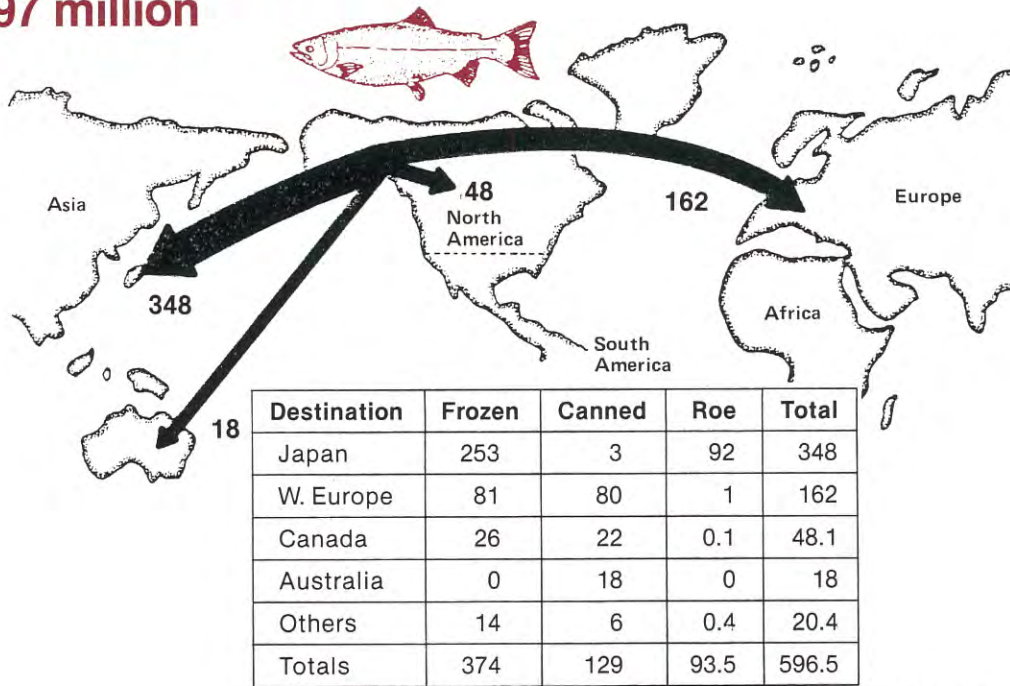 97 million
Asia
48
North
America
162
Europe
348
Africa
South
America
18
Destination Frozen Canned Roe Total
Japan 253 3 92 348
W. Europe 81 80 1 162
Canada 26 22 0.1 48.1
Australia 0 18 0 18
Others 14 6 0.4 20.4
Totals 374 129 93.5 596.5